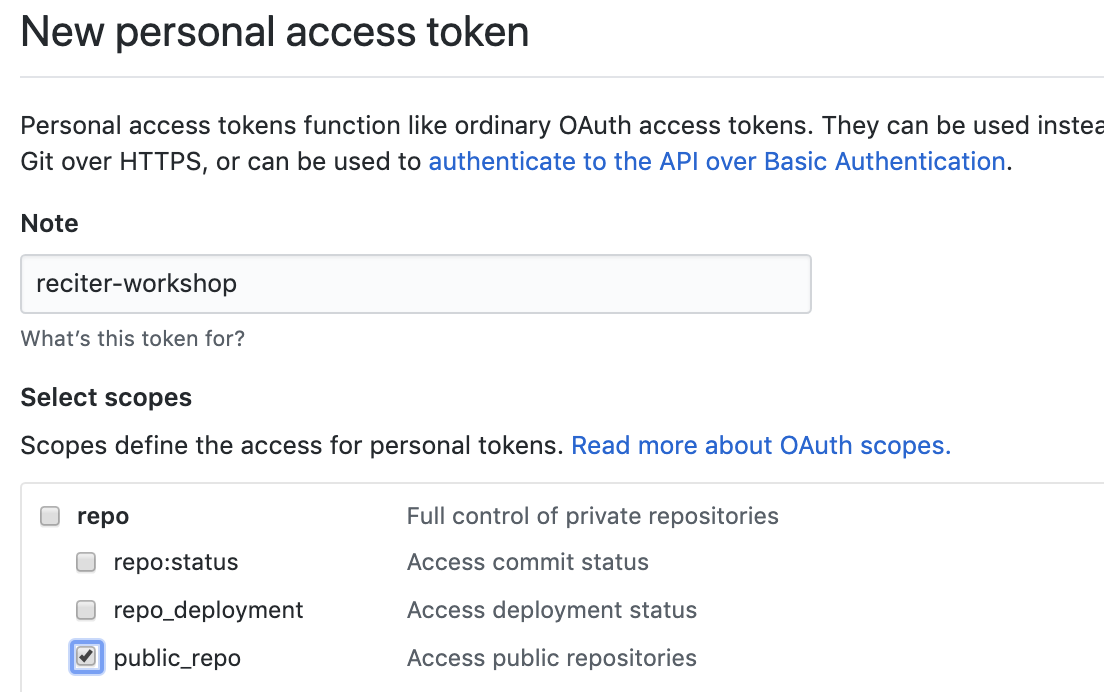 New personal access token
Personal access tokens function like ordinary OAuth access tokens. They can be used
Git over HTTPS, or can be used to authenticate to the API over Basic Authentication.
Note
reciter-workshop
What's this token for?
Select scopes
Scopes define the access for personal tokens. Read more about OAuth scopes.
repo Full control of private repositories
repo:status Access commit status
repo_deployment Access deployment status
public_repo Access public repositories